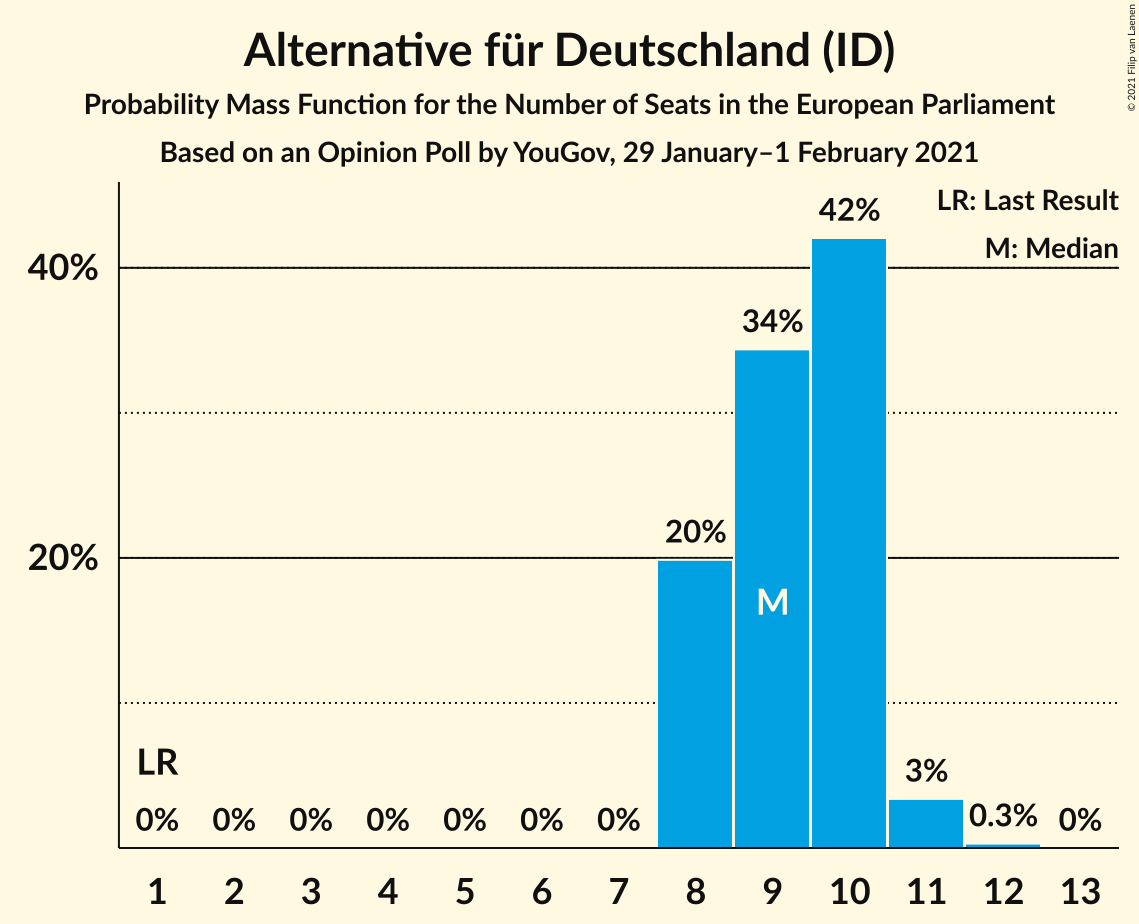 Alternative für Deutschland (ID)
Probability Mass Function for the Number of Seats in the European Parliament
Based on an Opinion Poll by YouGov, 29 January–1 February 2021
© 2021 Filip van Laenen
LR: Last Result
M: Median
42%
40%
34%
20%
20%
M
LR
3%
0% 0% 0% 0% 0% 0% 0% 0.3% 0%
1 2 3 4 5 6 7 8 9 10 11 12 13